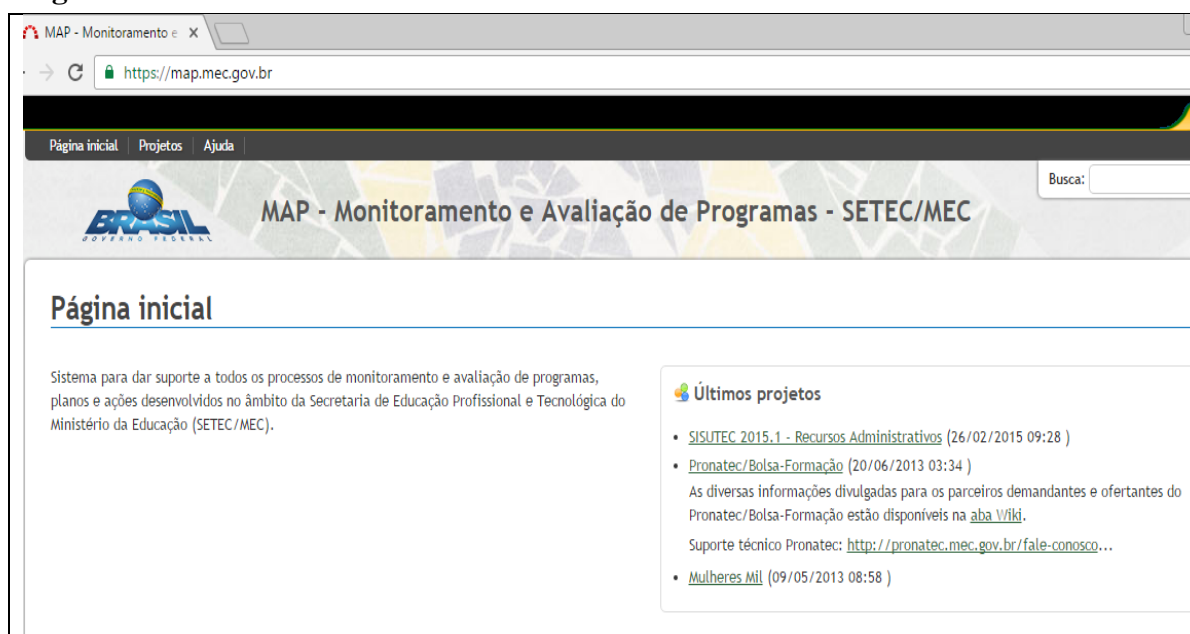 MAP - Monitoramento e
https://map.mec.gov.br
Página inicial Projetos Ajuda
Busca:
BRASIL
GOVERNO FEDERAL
MAP - Monitoramento e Avaliação de Programas - SETEC/MEC
Página inicial
Sistema para dar suporte a todos os processos de monitoramento e avaliação de programas,
planos e ações desenvolvidos no âmbito da Secretaria de Educação Profissional e Tecnológica do
Ministério da Educação (SETEC/MEC).
Últimos projetos
• SISUTEC 2015.1 - Recursos Administrativos (26/02/2015 09:28 )
• Pronatec/Bolsa-Formação (20/06/2013 03:34 )
As diversas informações divulgadas para os parceiros demandantes e ofertantes do
Pronatec/Bolsa-Formação estão disponíveis na aba Wiki.
Suporte técnico Pronatec: http://pronatec.mec.gov.br/fale-conosco...
• Mulheres Mil (09/05/2013 08:58 )